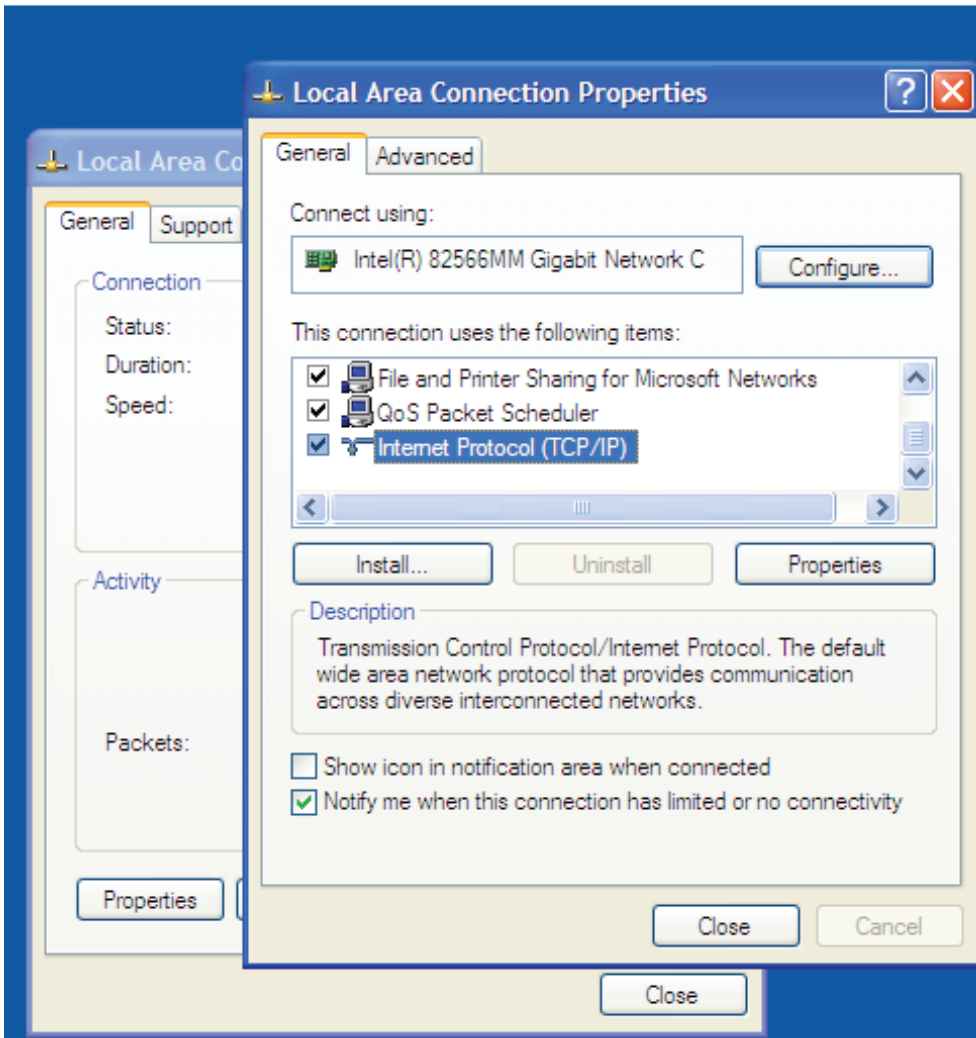 Local Area Connection Properties
General Advanced
Connect using:
Intel(R) 82566MM Gigabit Network C
Configure...
This connection uses the following items:
File and Printer Sharing for Microsoft Networks
QoS Packet Scheduler
Internet Protocol (TCP/IP)
Install... Uninstall Properties
Description
Transmission Control Protocol/Internet Protocol. The default
wide area network protocol that provides communication
across diverse interconnected networks.
Show icon in notification area when connected
Notify me when this connection has limited or no connectivity
Close Cancel
Local Area Co
General Support
Connection
Status:
Duration:
Speed:
Activity
Packets:
Properties
Close